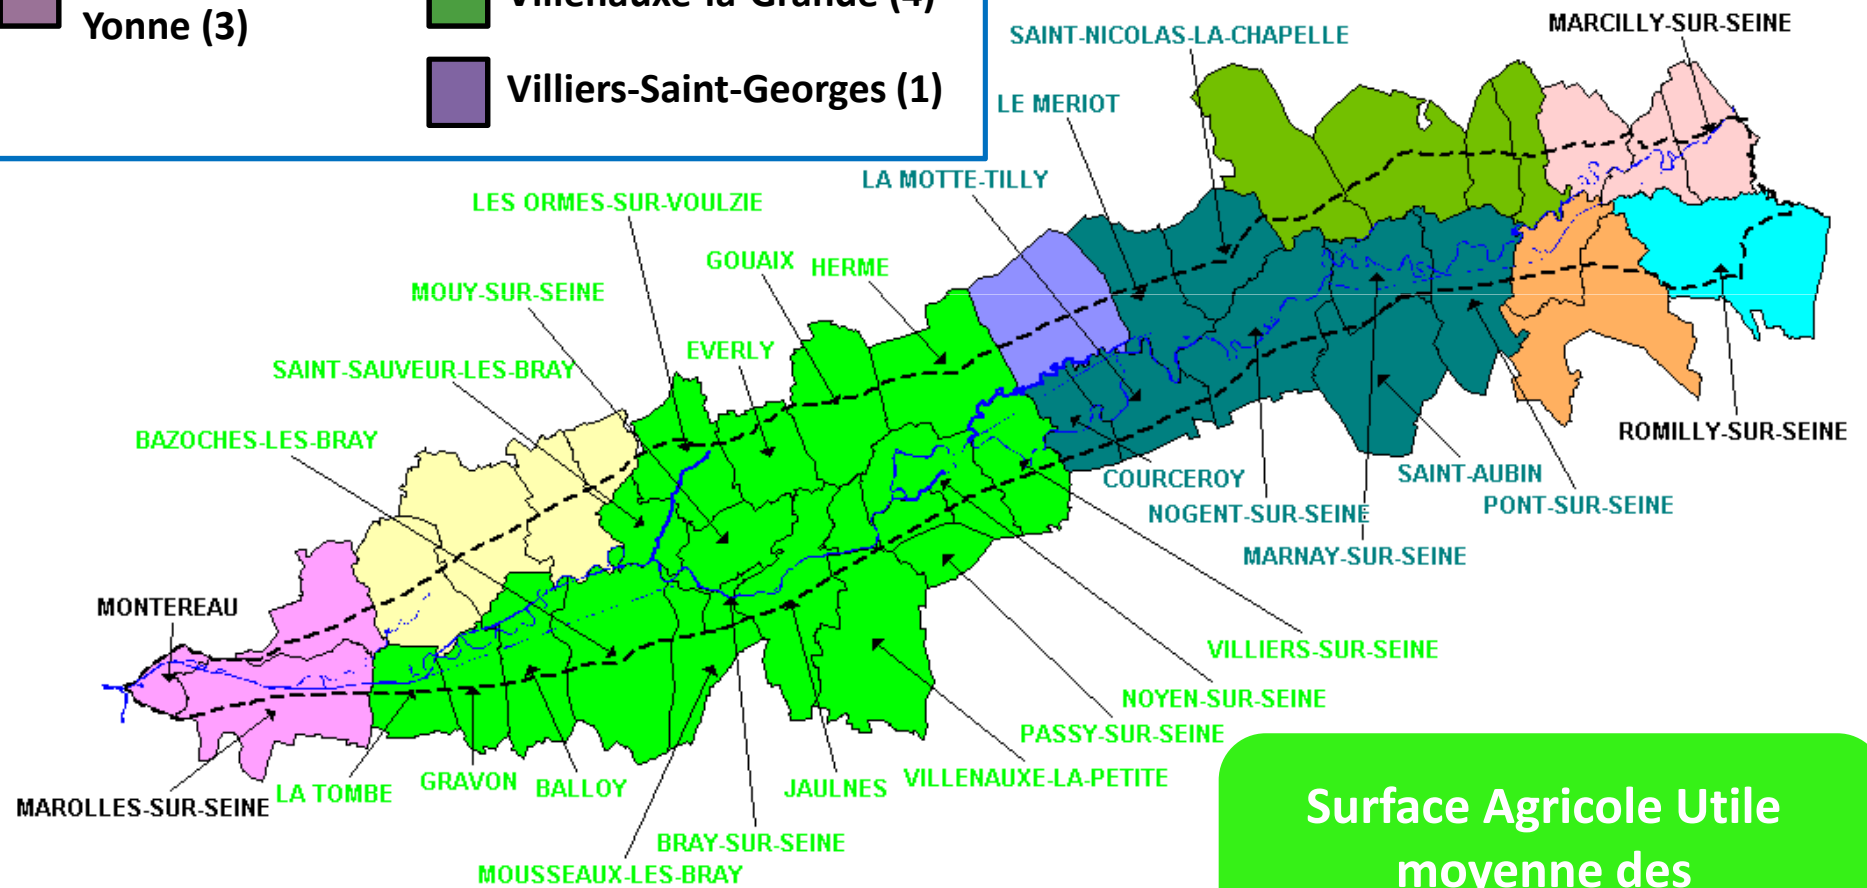 Villenauxe-la-Grande (4)
Yonne (3)
Villiers-Saint-Georges (1)
MARCILLY-SUR-SEINE
SAINT-NICOLAS-LA-CHAPELLE
LE MERIOT
LA MOTTE-TILLY
LES ORMES-SUR-VOULZIE
GOUAIX
HERME
MOUY-SUR-SEINE
EVERLY
SAINT-SAUVEUR-LES-BRAY
BAZOCHES-LES-BRAY
ROMILLY-SUR-SEINE
COURCEROY
SAINT-AUBIN
NOGENT-SUR-SEINE
PONT-SUR-SEINE
MARNAY-SUR-SEINE
MONTEREAU
VILLIERS-SUR-SEINE
NOYEN-SUR-SEINE
PASSY-SUR-SEINE
VILLENAUXE-LA-PETITE
JAULNES
BALLOY
GRAVON
LA TOMBE
MAROLLES-SUR-SEINE
BRAY-SUR-SEINE
MOUSSEAUX-LES-BRAY
Surface Agricole Utile
moyenne des